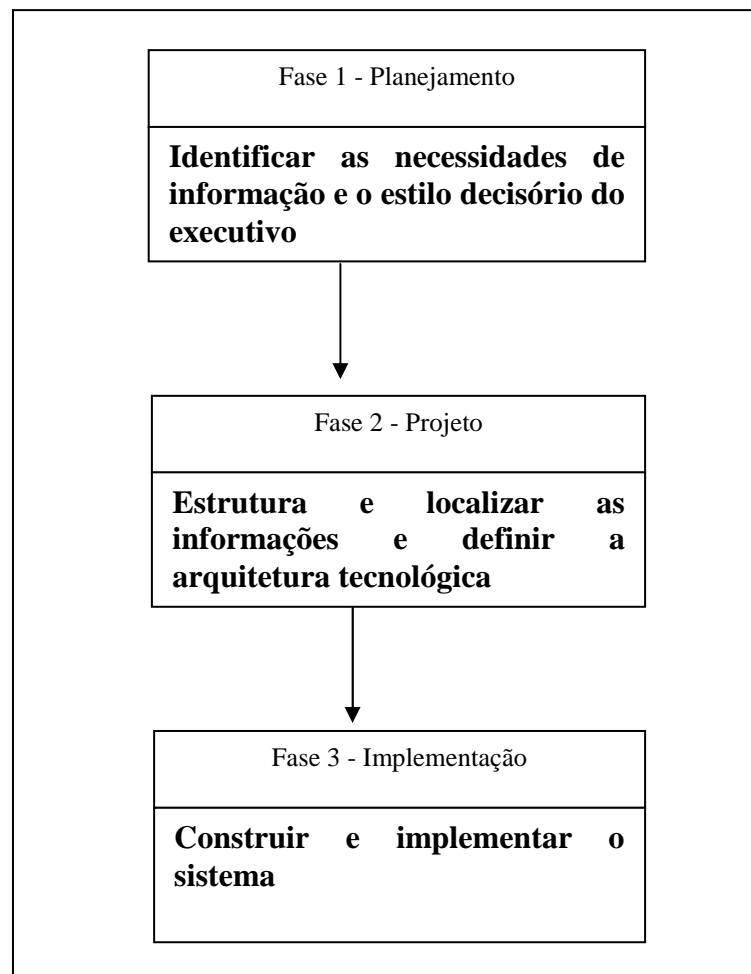 Fase 1 - Planejamento
Identificar as necessidades de
informação e o estilo decisório do
executivo
Fase 2 - Projeto
Estrutura e localizar as
informações e definir a
arquitetura tecnológica
Fase 3 - Implementação
Construir e implementar o
sistema